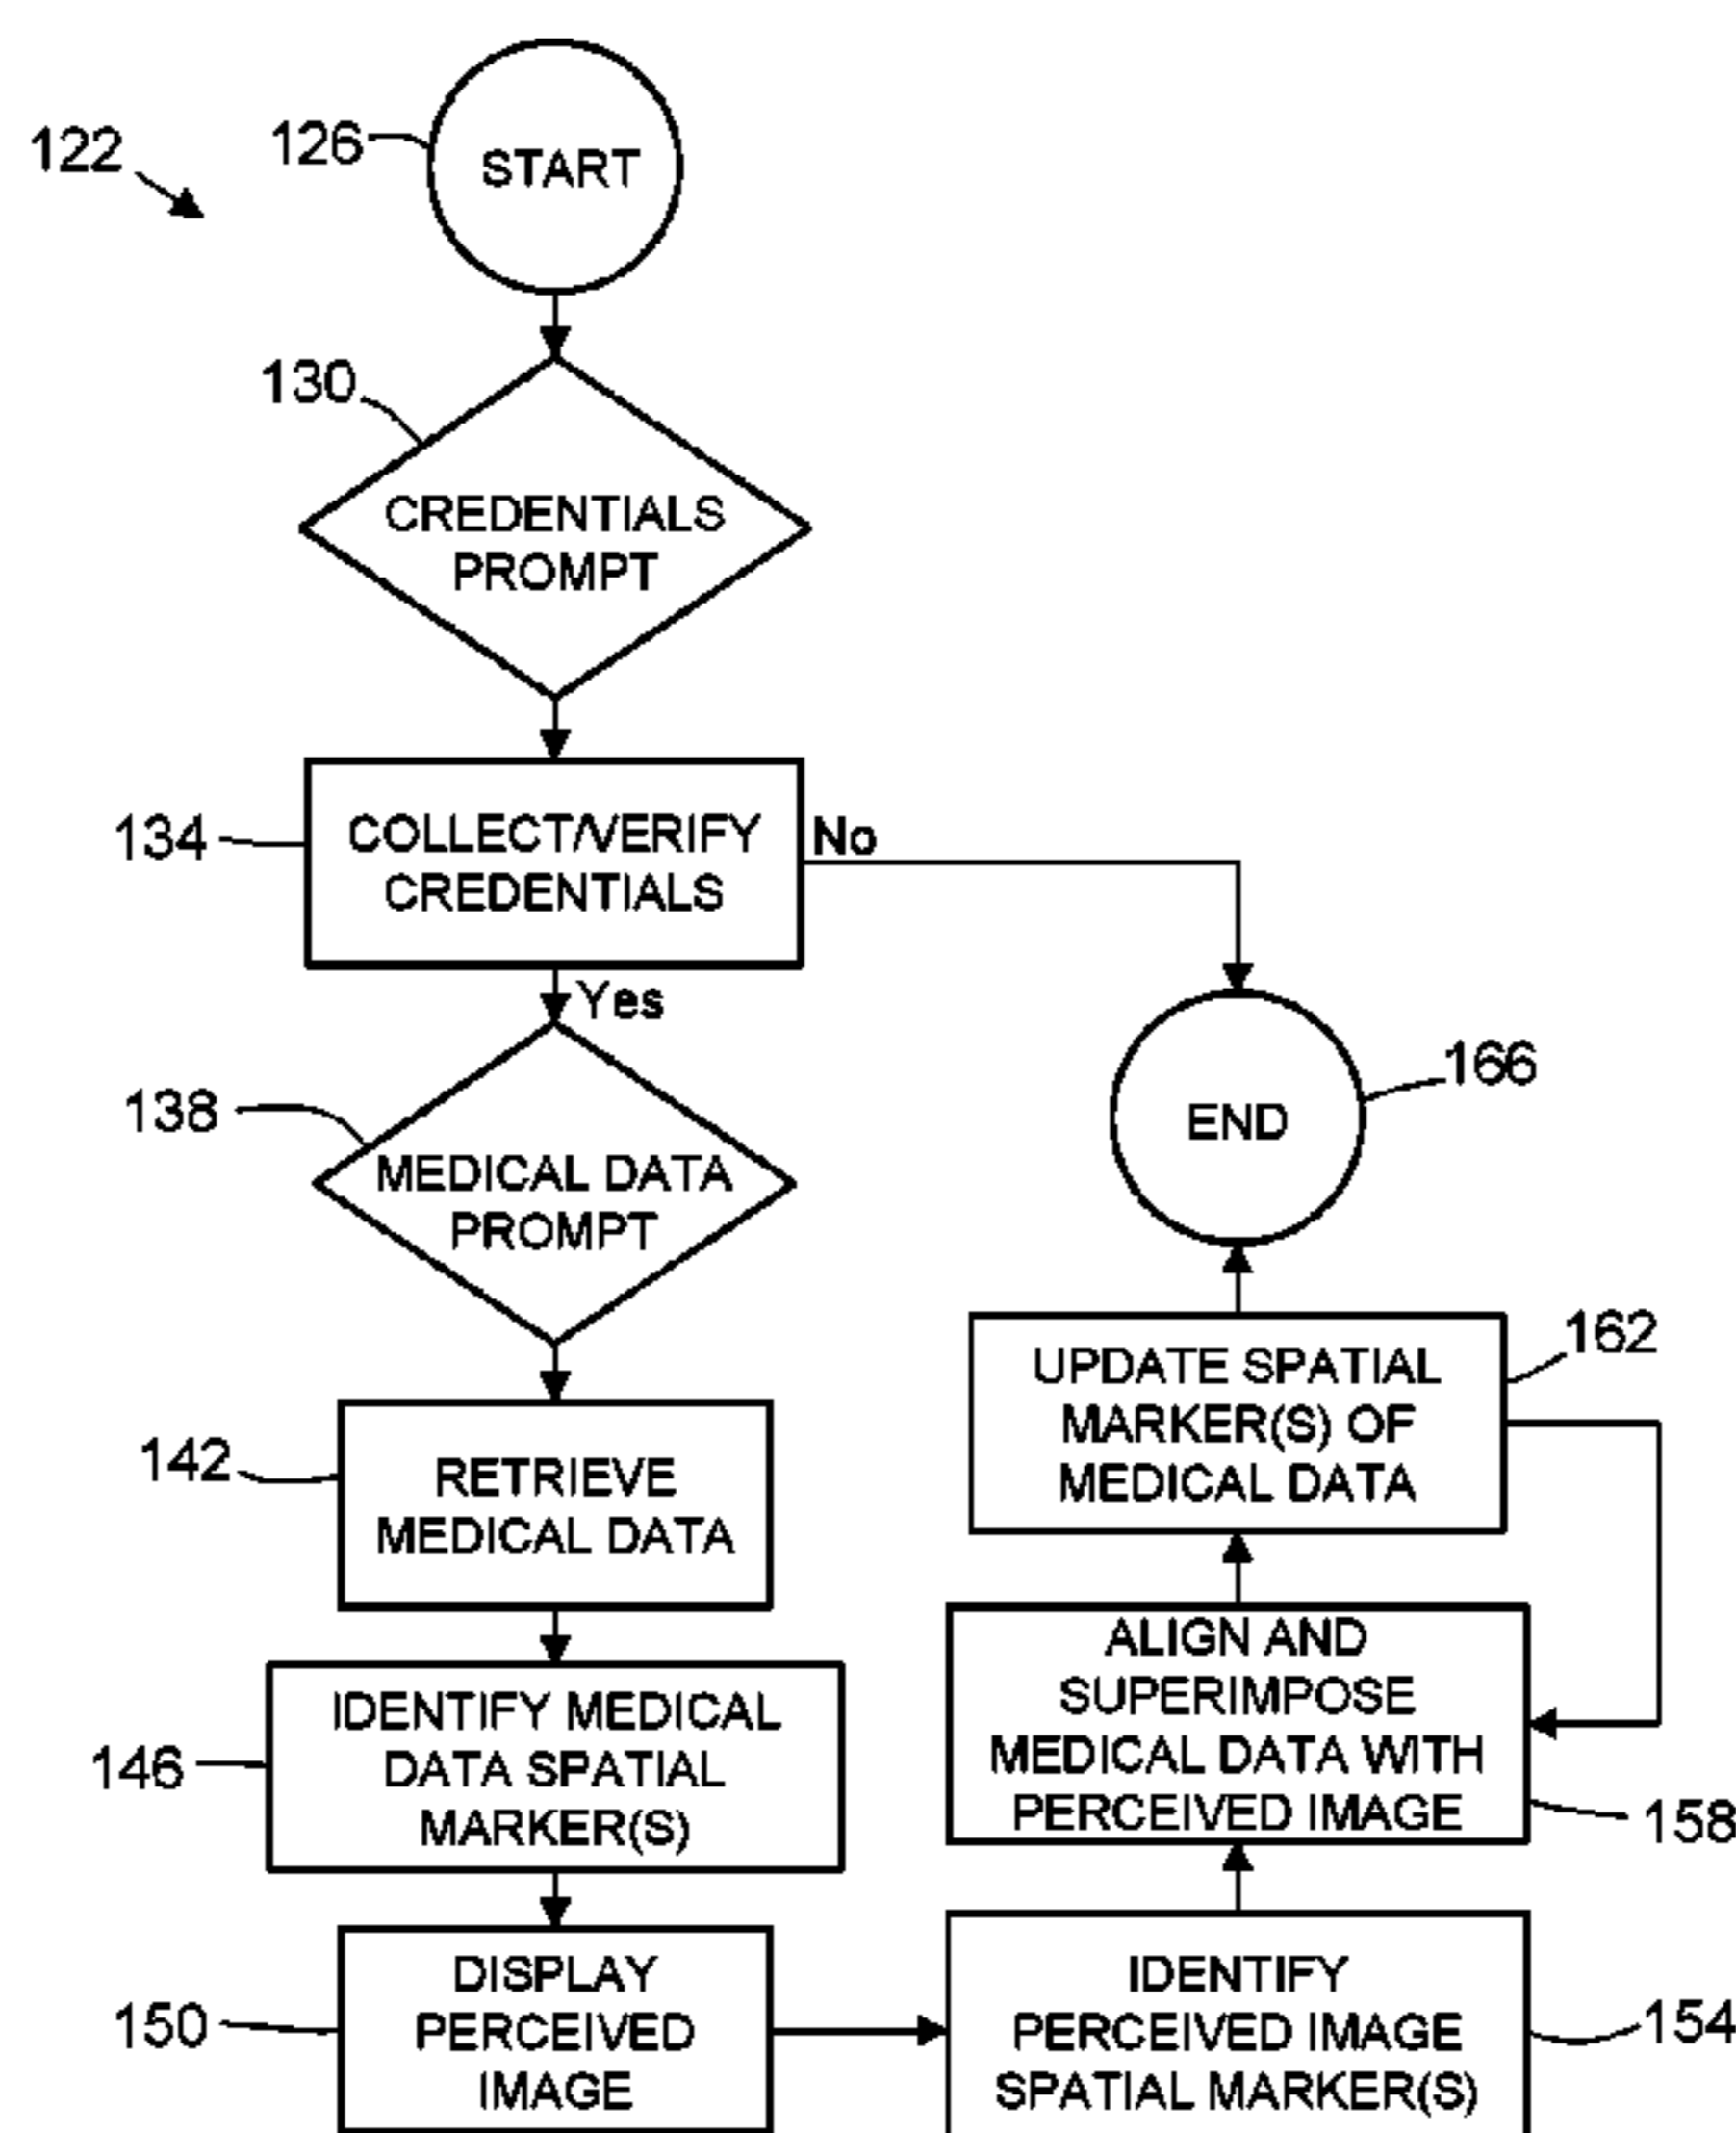 122
126
START
130
CREDENTIALS
PROMPT
134
COLLECT/VERIFY
CREDENTIALS
No
Yes
138
MEDICAL DATA
PROMPT
142
RETRIEVE
MEDICAL DATA
146
IDENTIFY MEDICAL
DATA SPATIAL
MARKER(S)
150
DISPLAY
PERCEIVED
IMAGE
IDENTIFY
PERCEIVED IMAGE
SPATIAL MARKER(S)
154
ALIGN AND
SUPERIMPOSE
MEDICAL DATA WITH
PERCEIVED IMAGE
158
UPDATE SPATIAL
MARKER(S) OF
MEDICAL DATA
162
END
166